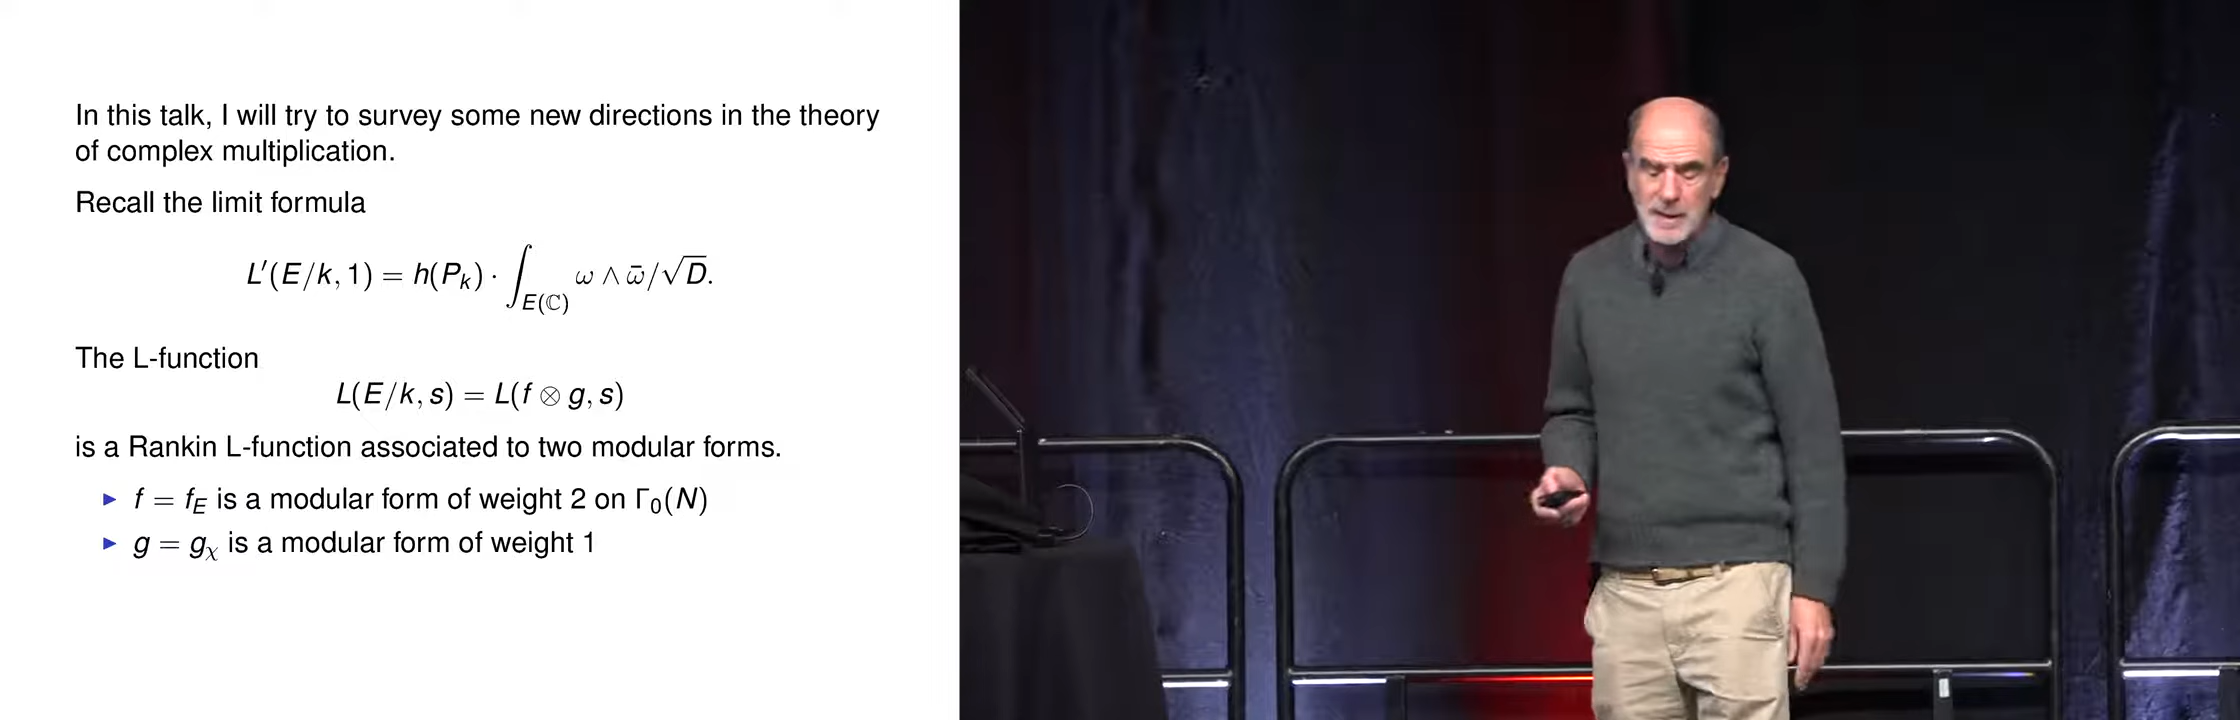 In this talk, I will try to survey some new directions in the theory
of complex multiplication.
Recall the limit formula
L′(E/k, 1) = h(P_k) · ∫_{E(ℂ)} ω ∧ ω̄/√D.
The L-function
L(E/k, s) = L(f ⊗ g, s)
is a Rankin L-function associated to two modular forms.
▶ f = f_E is a modular form of weight 2 on Γ₀(N)
▶ g = g_χ is a modular form of weight 1